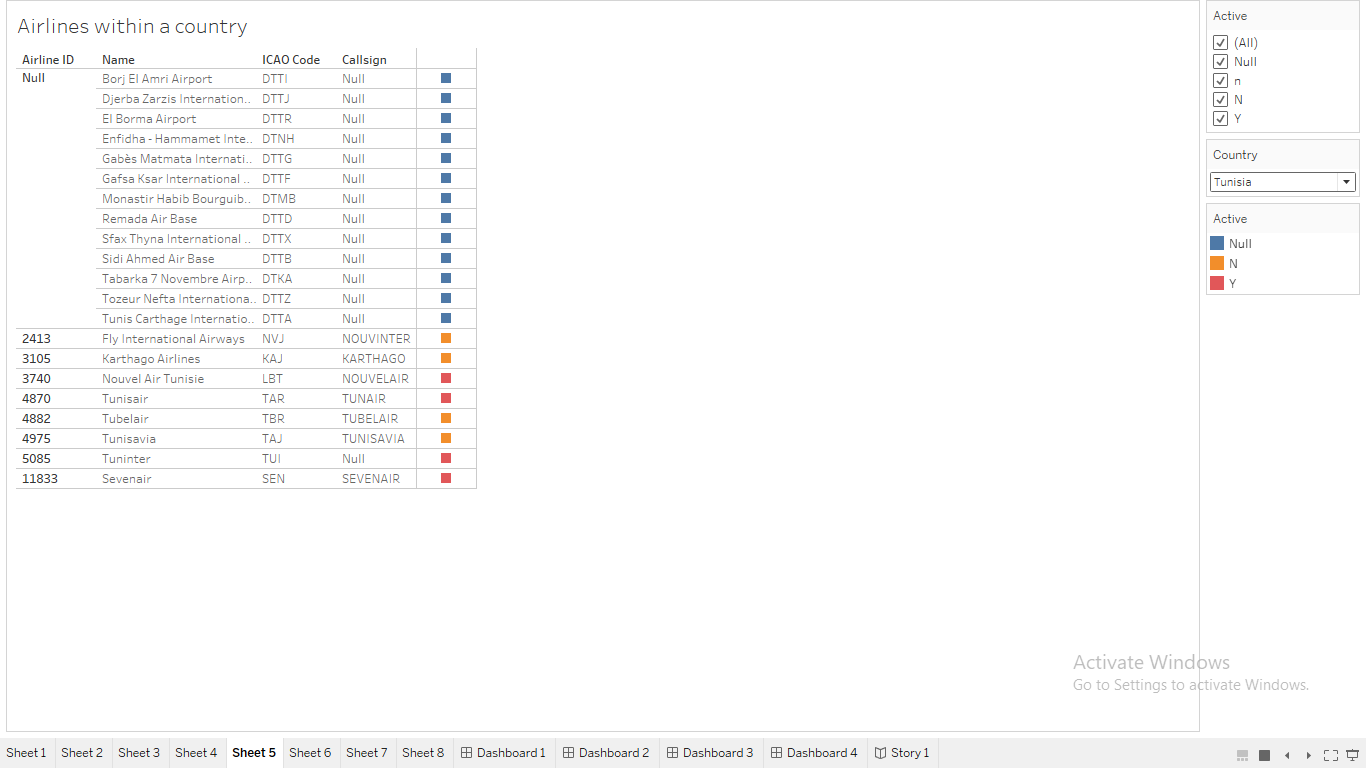 Airlines within a country
Airline ID Name ICAO Code Callsign
Null Borj El Amri Airport DTTI Null
Djerba Zarzis Internation.. DTTJ Null
El Borma Airport DTTR Null
Enfidha - Hammamet Inte.. DTNH Null
Gabès Matmata Internati.. DTTG Null
Gafsa Ksar International .. DTTF Null
Monastir Habib Bourguib.. DTMB Null
Remada Air Base DTTD Null
Sfax Thyna International .. DTTX Null
Sidi Ahmed Air Base DTTB Null
Tabarka 7 Novembre Airp.. DTKA Null
Tozeur Nefta Internationa.. DTTZ Null
Tunis Carthage Internatio.. DTTA Null
2413 Fly International Airways NVJ NOUVINTER
3105 Karthago Airlines KAJ KARTHAGO
3740 Nouvel Air Tunisie LBT NOUVELAIR
4870 Tunisair TAR TUNAIR
4882 Tubelair TBR TUBELAIR
4975 Tunisavia TAJ TUNISAVIA
5085 Tuninter TUI Null
11833 Sevenair SEN SEVENAIR
Active
(All)
Null
n
N
Y
Country
Tunisia
Active
Null
N
Y
Activate Windows
Go to Settings to activate Windows.
Sheet 1 Sheet 2 Sheet 3 Sheet 4 Sheet 5 Sheet 6 Sheet 7 Sheet 8 Dashboard 1 Dashboard 2 Dashboard 3 Dashboard 4 Story 1